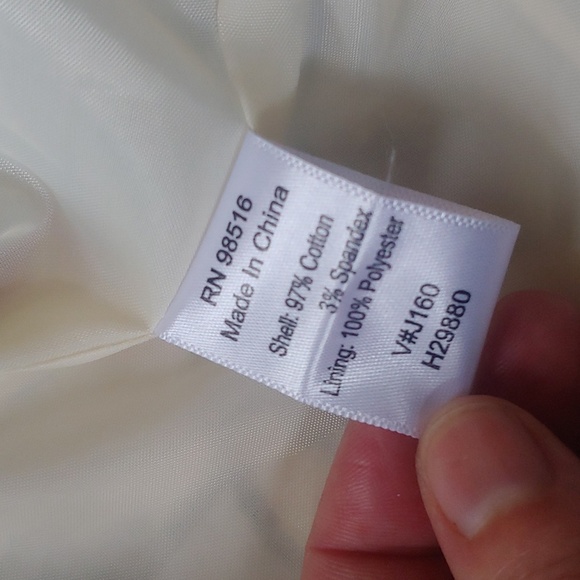 RN 98516
Made In China
Shell: 97% Cotton
3% Spandex
Lining: 100% Polyester
V#J160
H29880